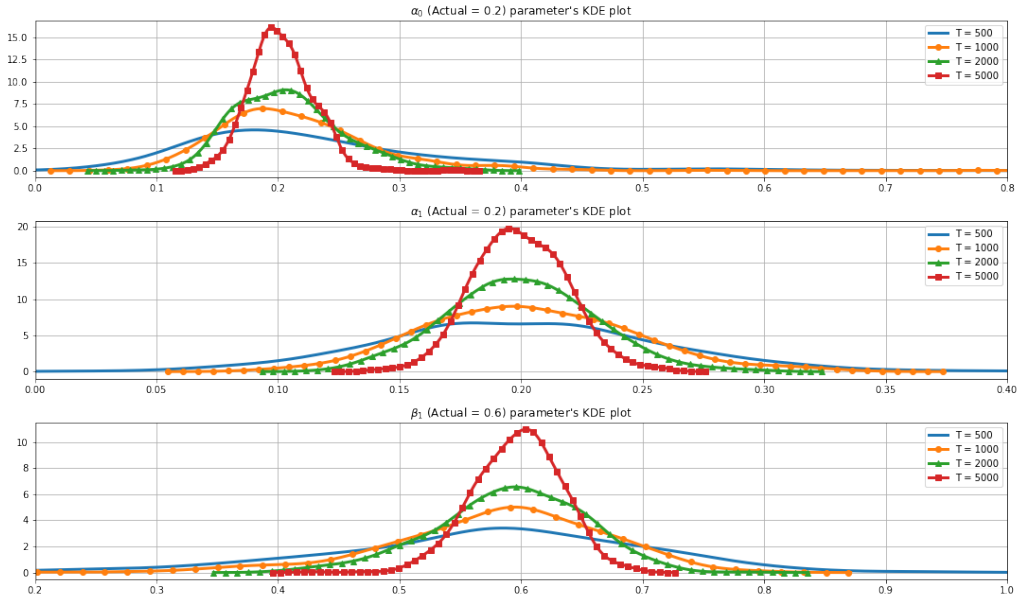 α₀ (Actual = 0.2) parameter's KDE plot
15.0
12.5
10.0
7.5
5.0
2.5
0.0
T = 500
T = 1000
T = 2000
T = 5000
0.0 0.1 0.2 0.3 0.4 0.5 0.6 0.7 0.8
α₁ (Actual = 0.2) parameter's KDE plot
20
15
10
5
0
T = 500
T = 1000
T = 2000
T = 5000
0.00 0.05 0.10 0.15 0.20 0.25 0.30 0.35 0.40
β₁ (Actual = 0.6) parameter's KDE plot
10
8
6
4
2
0
T = 500
T = 1000
T = 2000
T = 5000
0.2 0.3 0.4 0.5 0.6 0.7 0.8 0.9 1.0